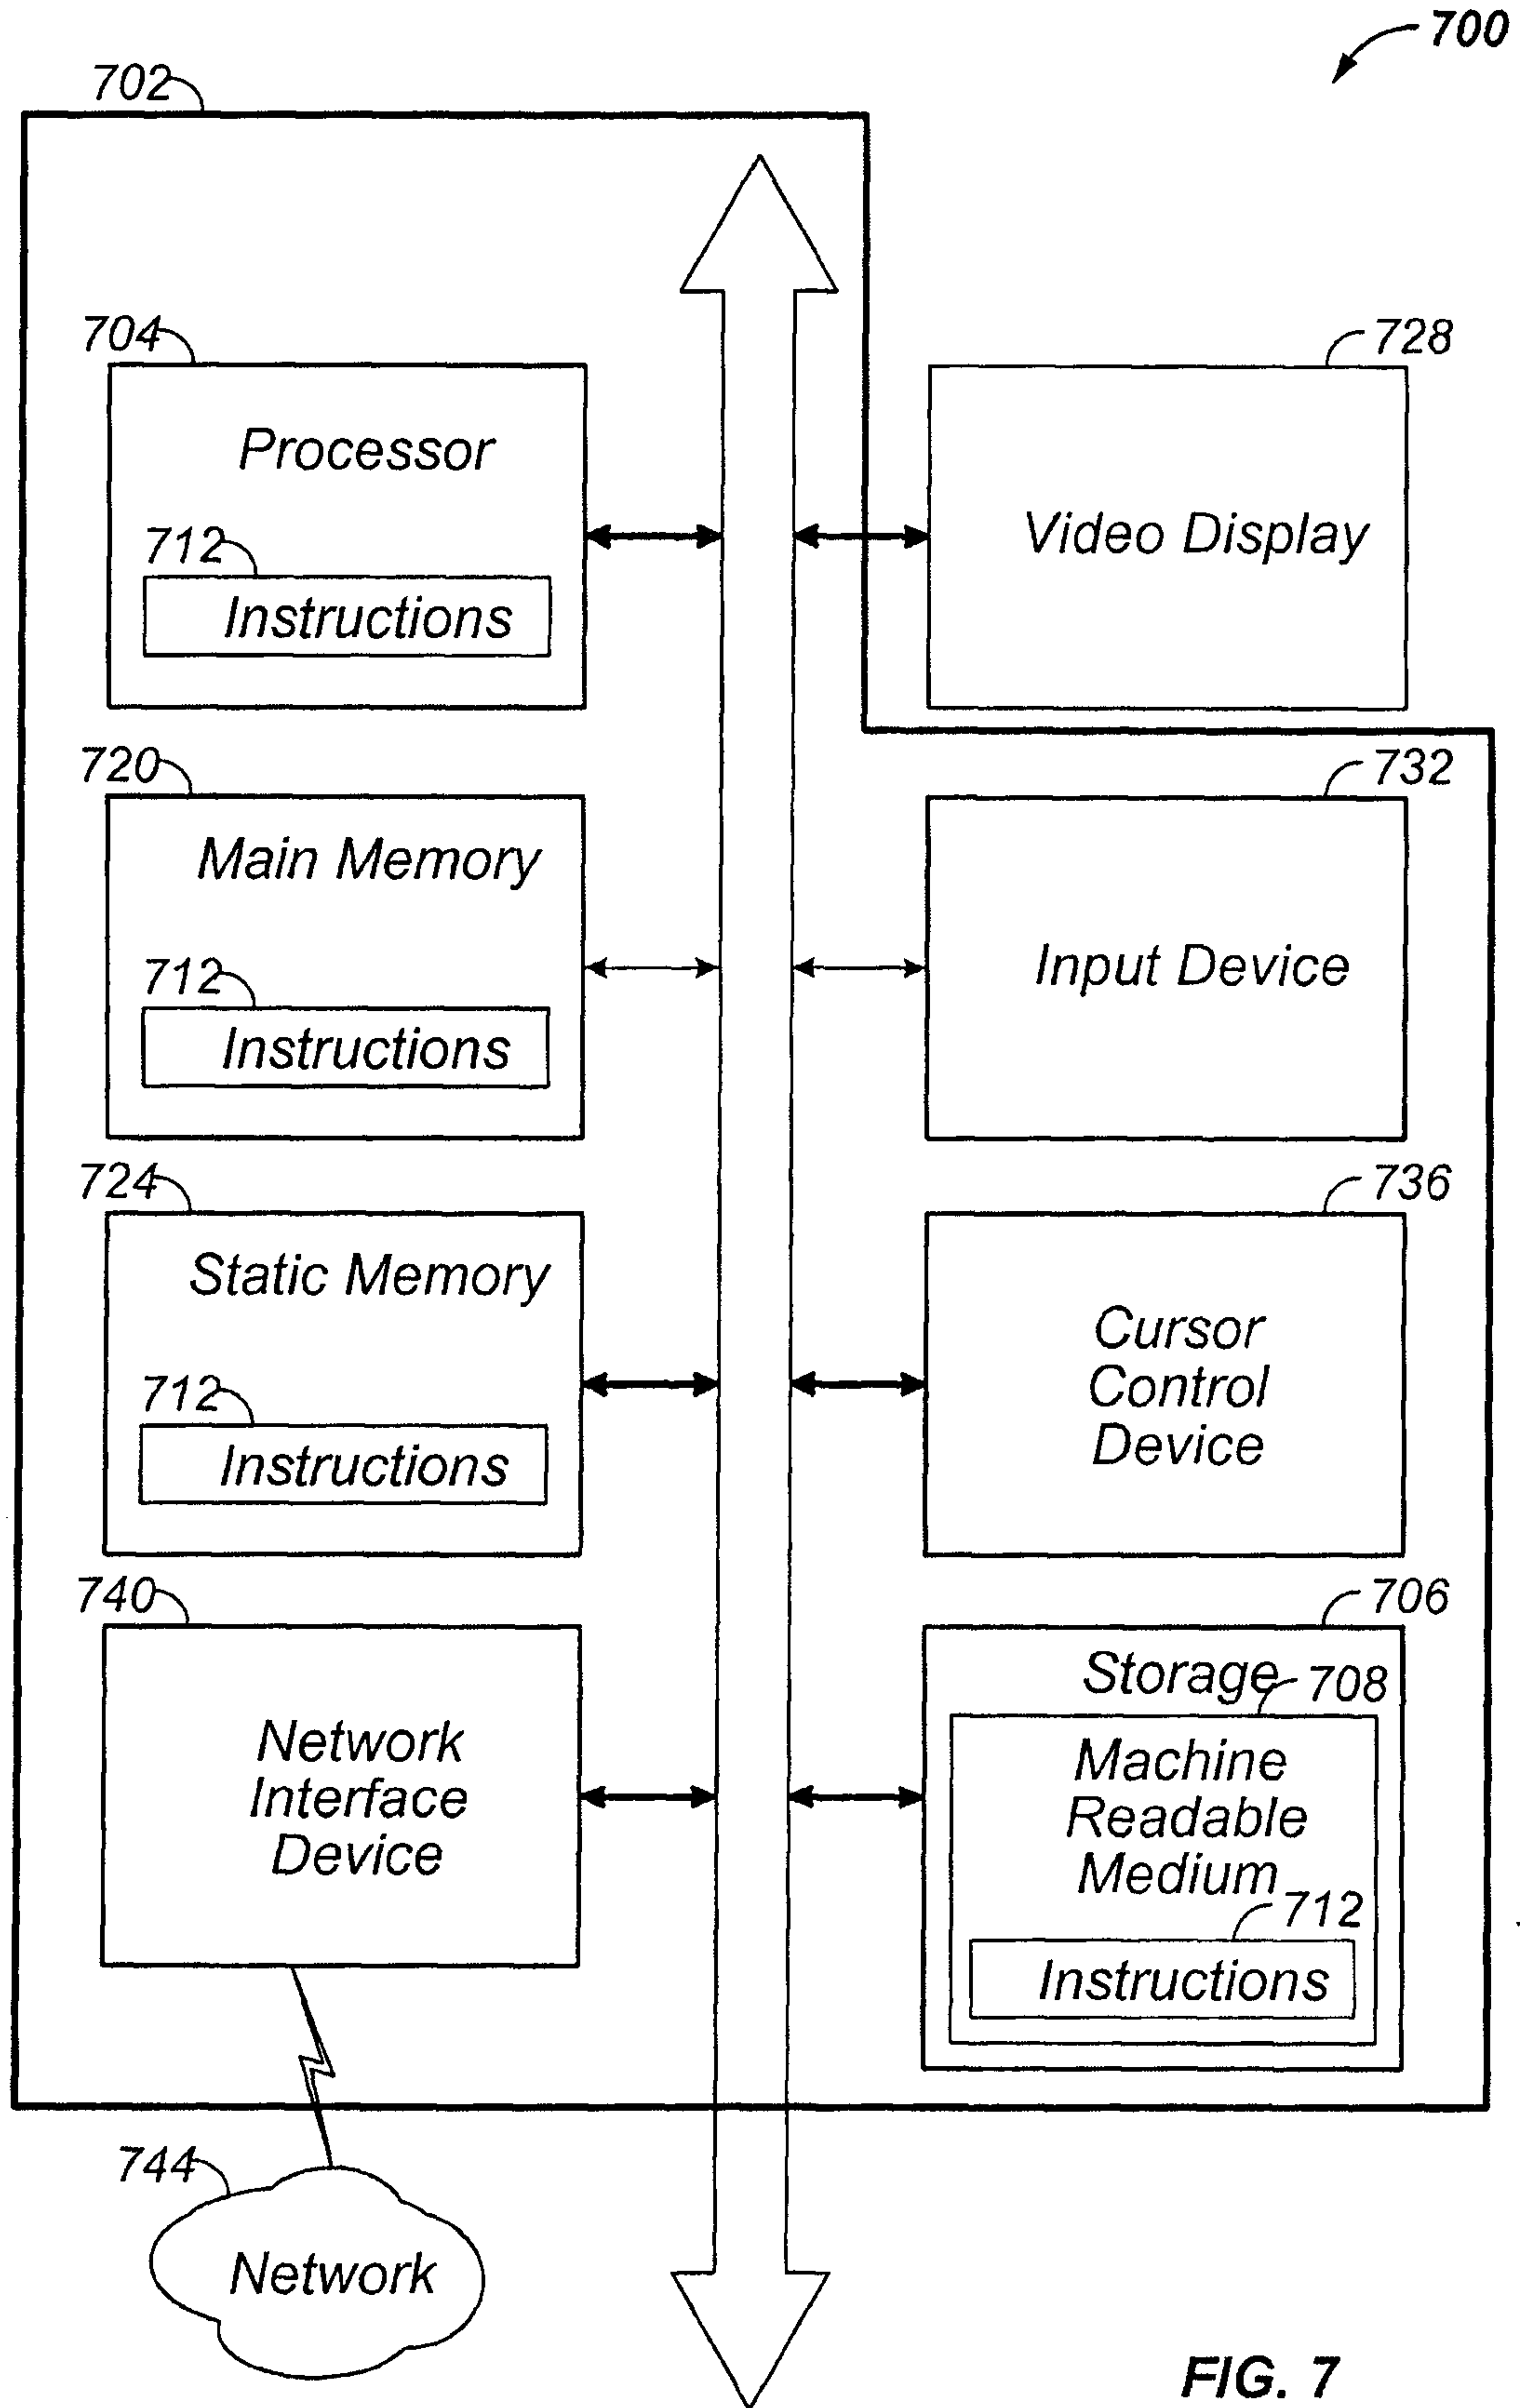 700
702
704
Processor
712
Instructions
728
Video Display
720
Main Memory
712
Instructions
732
Input Device
724
Static Memory
712
Instructions
736
Cursor
Control
Device
740
Network
Interface
Device
706
Storage
708
Machine
Readable
Medium
712
Instructions
744
Network
FIG. 7